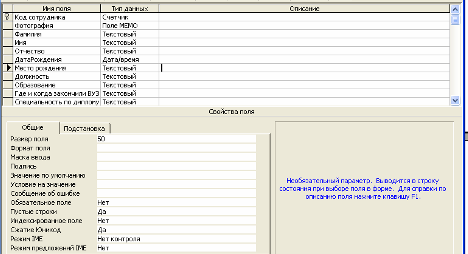 Имя поля Тип данных Описание
Код сотрудника Счетчик
Фотография Поле МЕМО
Фамилия Текстовый
Имя Текстовый
Отчество Текстовый
ДатаРождения Дата/время
Место рождения Текстовый
Должность Текстовый
Образование Текстовый
Где и когда закончили ВУЗ Текстовый
Специальность по диплому Текстовый
Свойства поля
Общие Подстановка
Размер поля 50
Формат поля
Маска ввода
Подпись
Значение по умолчанию
Условие на значение
Сообщение об ошибке
Обязательное поле Нет
Пустые строки Да
Индексированное поле Нет
Сжатие Юникод Да
Режим IME Нет контроля
Режим предложений IME Нет
Необязательный параметр. Выводится в строку
состояния при выборе поля в форме. Для справки по
описанию поля нажмите клавишу F1.